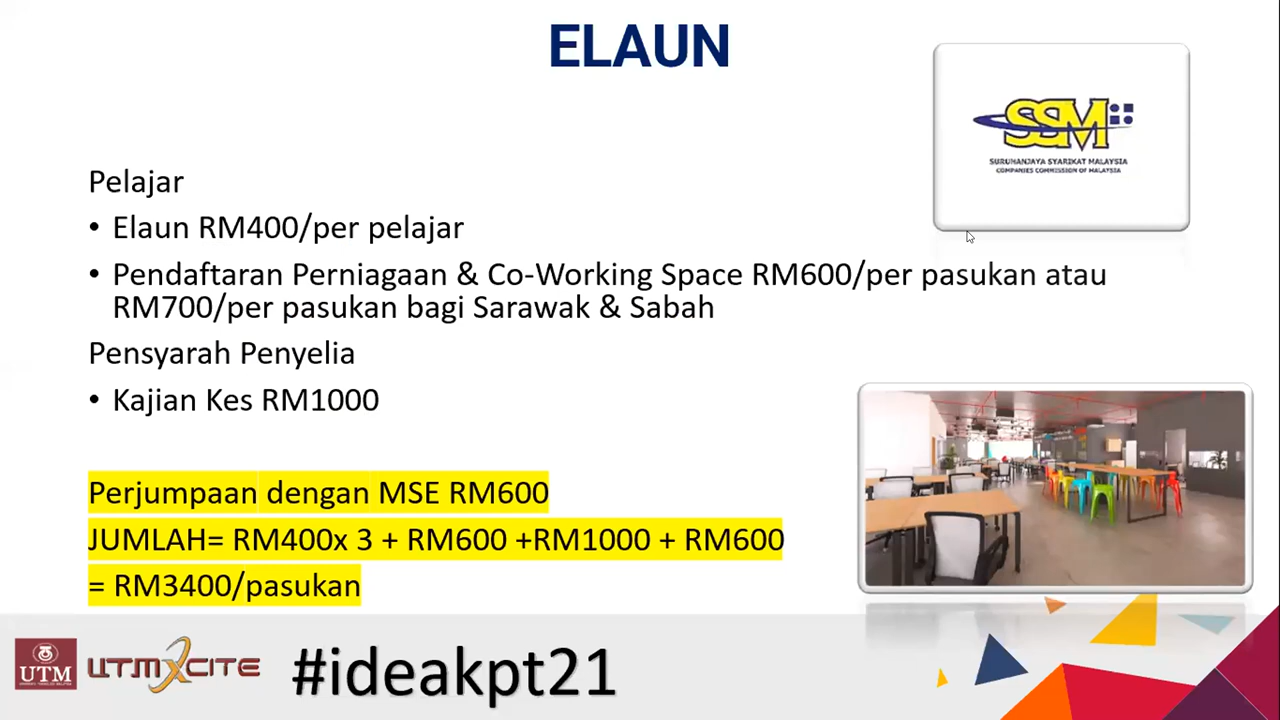 ELAUN
SSM
SURUHANJAYA SYARIKAT MALAYSIA
COMPANIES COMMISSION OF MALAYSIA
Pelajar
• Elaun RM400/per pelajar
• Pendaftaran Perniagaan & Co-Working Space RM600/per pasukan atau
RM700/per pasukan bagi Sarawak & Sabah
Pensyarah Penyelia
• Kajian Kes RM1000
Perjumpaan dengan MSE RM600
JUMLAH= RM400x 3 + RM600 +RM1000 + RM600
= RM3400/pasukan
UTM
UTMXCITE
#ideakpt21